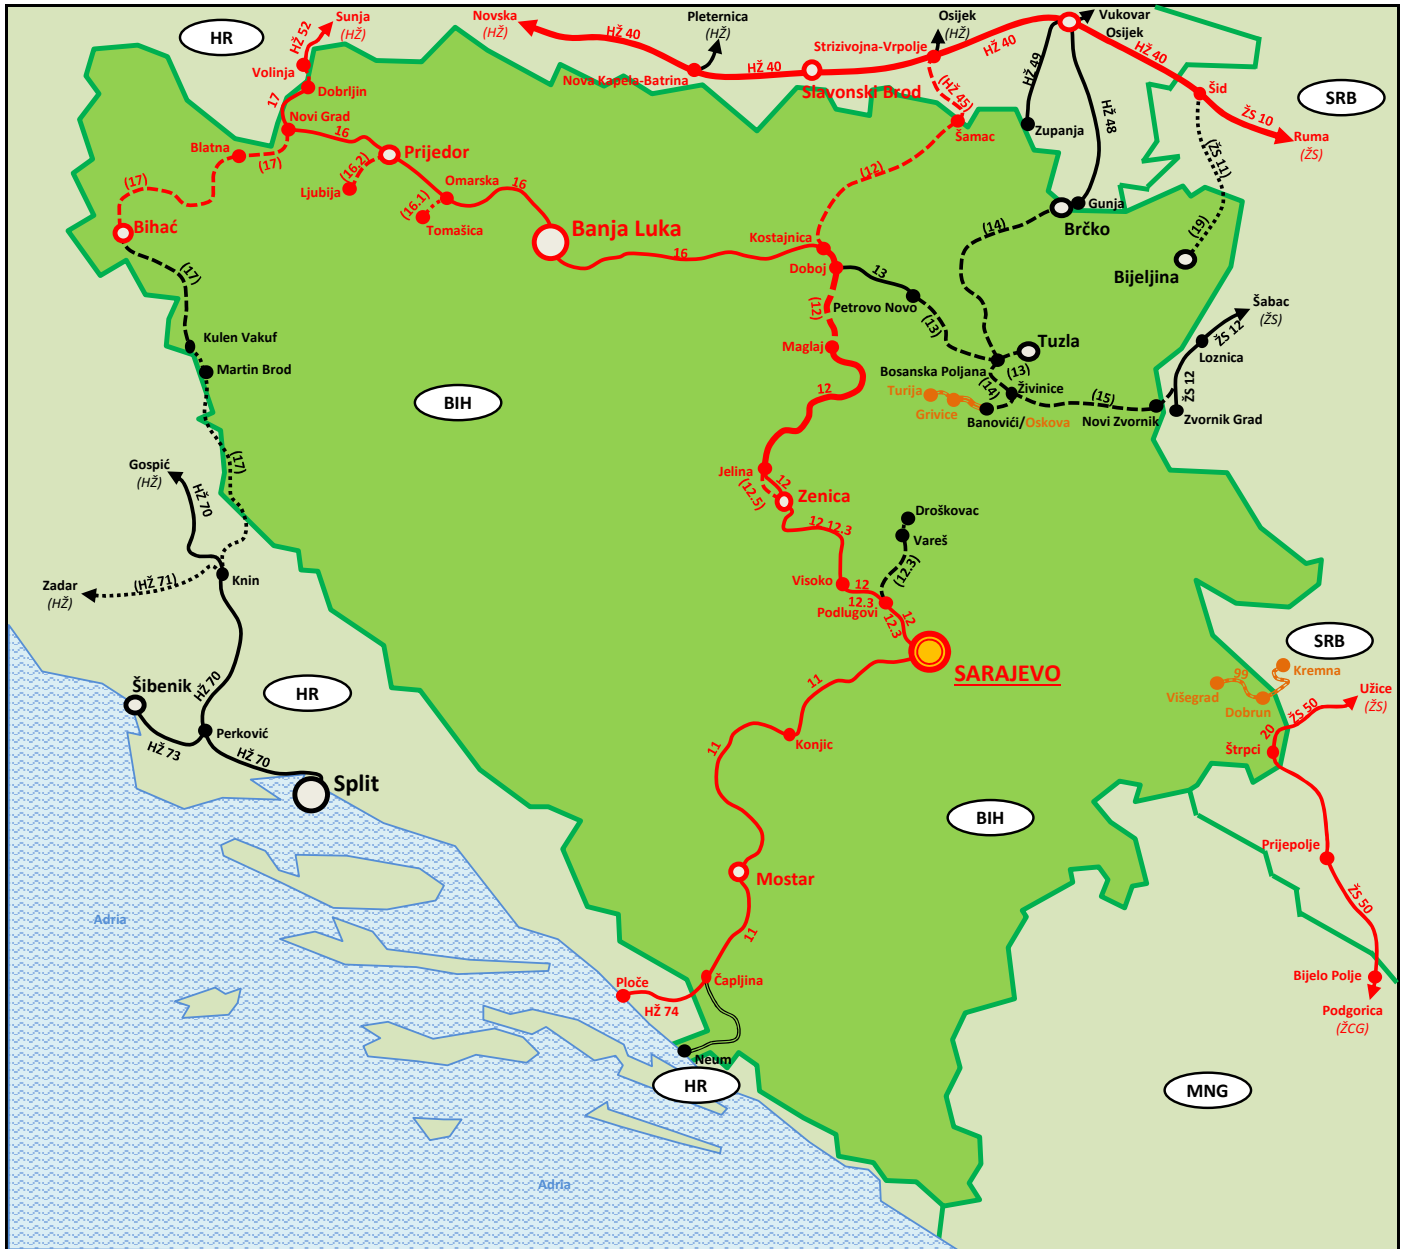 HR
HŽ 52
Sunja
(HŽ)
Novska
(HŽ)
HŽ 40
Pleternica
(HŽ)
Osijek
(HŽ)
Vukovar
Osijek
Volinja
Nova Kapela-Batrina
HŽ 40
Slavonski Brod
Strizivojna-Vrpolje
HŽ 40
HŽ 49
HŽ 40
Šid
SRB
17
Dobrljin
Novi Grad
16
(HŽ 45)
Šamac
Zupanja
HŽ 48
ŽS 10
Ruma
(ŽS)
Blatna
(17)
(17)
Prijedor
(16.2)
Ljubija
Omarska
16
(16.1)
Tomašica
(12)
(ŽS 11)
Gunja
Brčko
(14)
(19)
Bihać
Banja Luka
Kostajnica
16
Doboj
Bijeljina
(17)
13
Petrovo Novo
(12)
(13)
Šabac
(ŽS)
ŽS 12
Kulen Vakuf
Martin Brod
Maglaj
Tuzla
Loznica
Bosanska Poljana
(13)
12
Turija
Grivice
(14)
Živinice
Banovići/Oskova
(15)
Novi Zvornik
ŽS 12
Zvornik Grad
BIH
(17)
Gospić
(HŽ)
HŽ 70
Jelina
12
(12.5)
Zenica
12 12.3
Droškovac
Vareš
(12.3)
Zadar
(HŽ)
(HŽ 71)
Knin
Visoko
12
12.3
Podlugovi
12
12.3
SARAJEVO
SRB
Kremna
99
Višegrad
Dobrun
Užice
(ŽS)
ŽS 50
20
Štrpci
Šibenik
HŽ 70
HR
11
11
Konjic
Perković
HŽ 73
HŽ 70
Split
BIH
Prijepolje
Mostar
ŽS 50
Adria
11
Ploče
HŽ 74
Čapljina
Bijelo Polje
Podgorica
(ŽCG)
Neum
HR
MNG
Adria